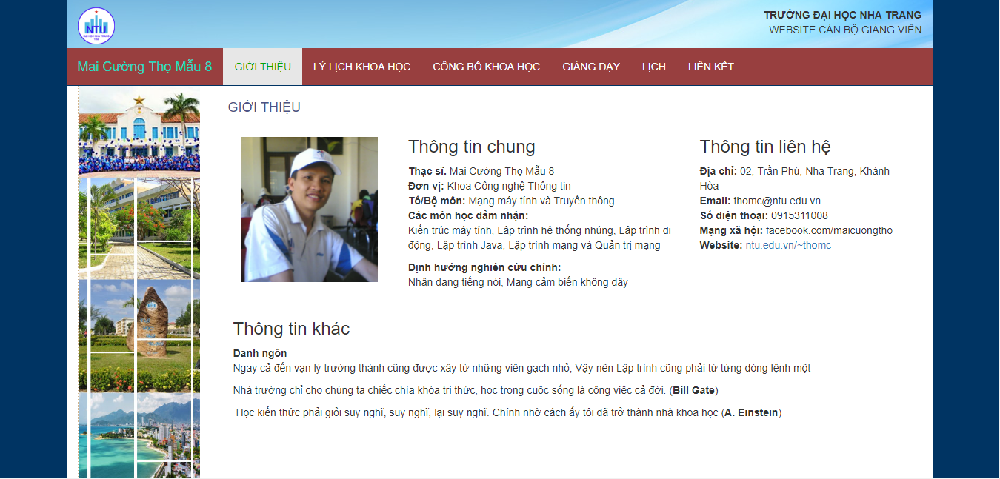 NTU
ĐẠI HỌC NHA TRANG
TRƯỜNG ĐẠI HỌC NHA TRANG
WEBSITE CÁN BỘ GIẢNG VIÊN
Mai Cường Thọ Mẫu 8
GIỚI THIỆU
LÝ LỊCH KHOA HỌC
CÔNG BỐ KHOA HỌC
GIẢNG DẠY
LỊCH
LIÊN KẾT
GIỚI THIỆU
Thông tin chung
Thạc sĩ. Mai Cường Thọ Mẫu 8
Đơn vị: Khoa Công nghệ Thông tin
Tổ/Bộ môn: Mạng máy tính và Truyền thông
Các môn học đảm nhận:
Kiến trúc máy tính, Lập trình hệ thống nhúng, Lập trình di
động, Lập trình Java, Lập trình mạng và Quản trị mạng
Định hướng nghiên cứu chính:
Nhận dạng tiếng nói, Mạng cảm biến không dây
Thông tin liên hệ
Địa chỉ: 02, Trần Phú, Nha Trang, Khánh
Hòa
Email: thomc@ntu.edu.vn
Số điện thoại: 0915311008
Mạng xã hội: facebook.com/maicuongtho
Website: ntu.edu.vn/~thomc
Thông tin khác
Danh ngôn
Ngay cả đến vạn lý trường thành cũng được xây từ những viên gạch nhỏ, Vây nên Lập trình cũng phải từ từng dòng lệnh một
Nhà trường chỉ cho chúng ta chiếc chìa khóa tri thức, học trong cuộc sống là công việc cả đời. (Bill Gate)
Học kiến thức phải giỏi suy nghĩ, suy nghĩ, lại suy nghĩ. Chính nhờ cách ấy tôi đã trở thành nhà khoa học (A. Einstein)